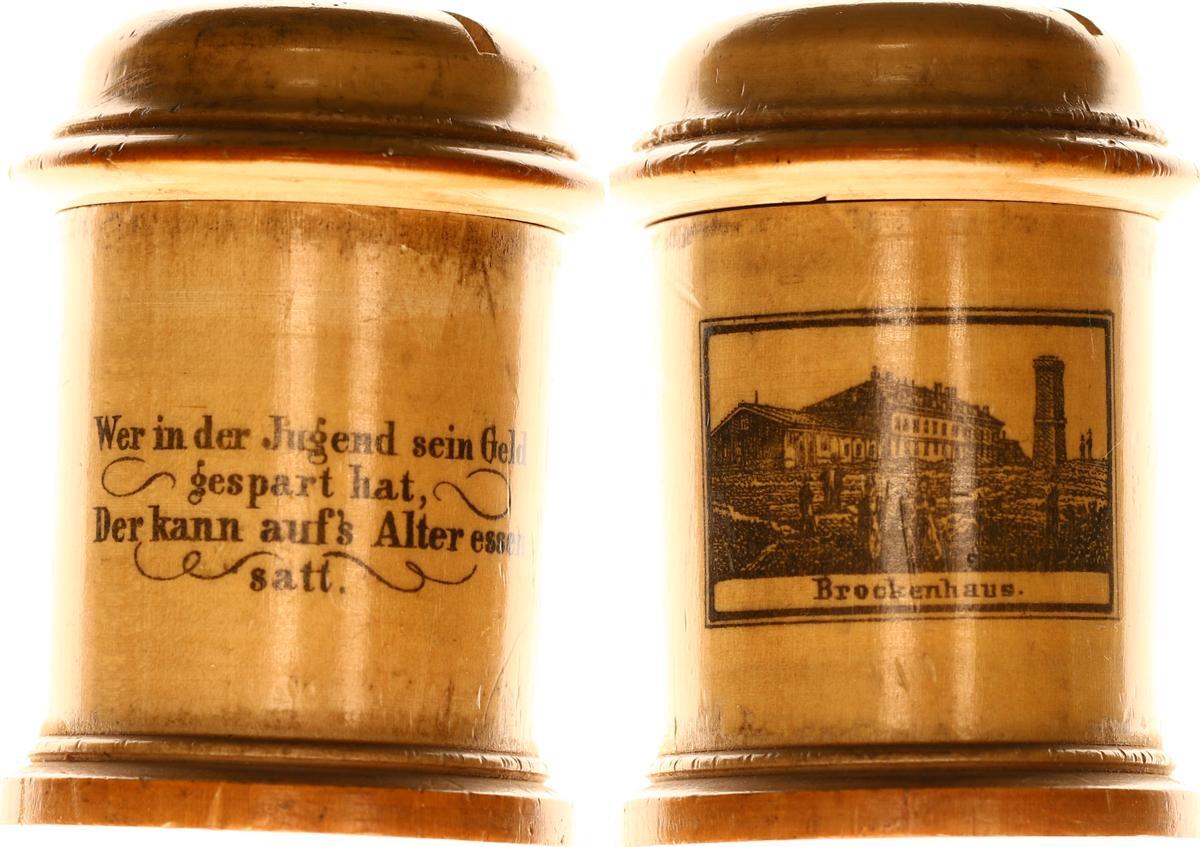 Wer in der Jugend sein Geld
gespart hat,
Der kann auf's Alter essen
satt.
Brockenhaus.